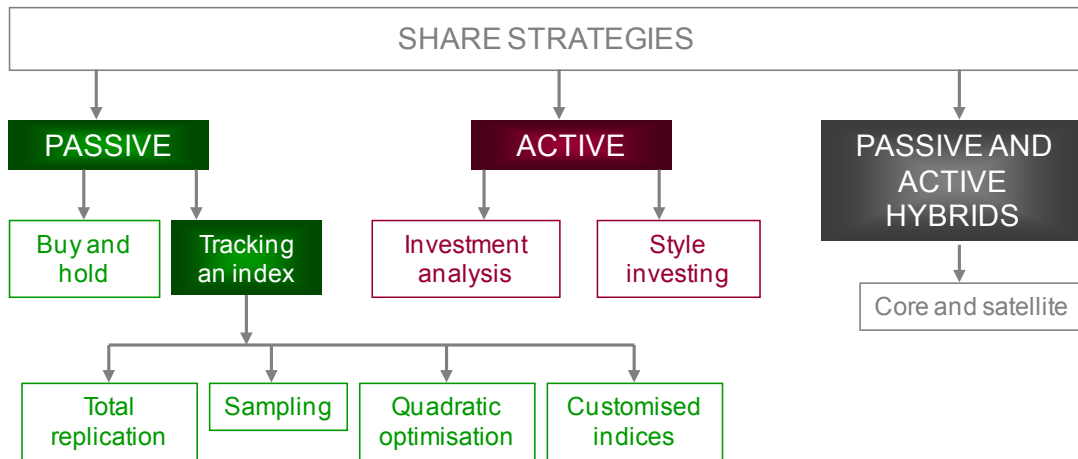 SHARE STRATEGIES
PASSIVE
ACTIVE
PASSIVE AND
ACTIVE
HYBRIDS
Buy and
hold
Tracking
an index
Investment
analysis
Style
investing
Core and satellite
Total
replication
Sampling
Quadratic
optimisation
Customised
indices